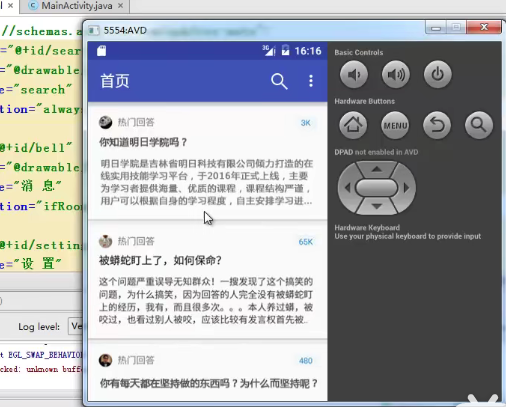 MainActivity.java
5554:AVD
//schemas.a
="@+id/sear
="@drawable
e="search"
tion="always
@+id/bell"
@drawable
e="消 息"
tion="ifRoom
@+id/setting
e="设 置"
Log level:
EGL_SWAP_BEHAVIOR
cked: unknown buffe
3G
16:16
首页
热门回答
3K
你知道明日学院吗？
明日学院是吉林省明日科技有限公司倾力打造的在
线实用技能学习平台，于2016年正式上线，主要
为学习者提供海量、优质的课程，课程结构严谨，
用户可以根据自身的学习程度，自主安排学习进...
热门回答
65K
被蟒蛇盯上了，如何保命？
这个问题严重误导无知群众！一搜发现了这个搞笑的
问题，为什么搞笑，因为回答的人完全没有被蟒蛇盯
上的经历，我有，而且很多次。。。本人养过蟒，被
咬过，也看过别人被咬，应该比较有发言权首先被..
热门回答
480
你有每天都在坚持做的东西吗？为什么而坚持呢？
Basic Controls
Hardware Buttons
MENU
DPAD not enabled in AVD
Hardware Keyboard
Use your physical keyboard to provide input